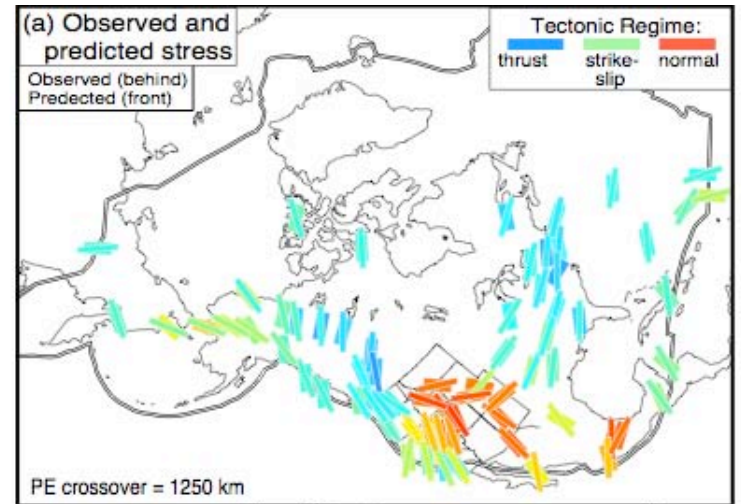 (a) Observed and
predicted stress
Observed (behind)
Predected (front)
Tectonic Regime:
thrust
strike-
slip
normal
PE crossover = 1250 km